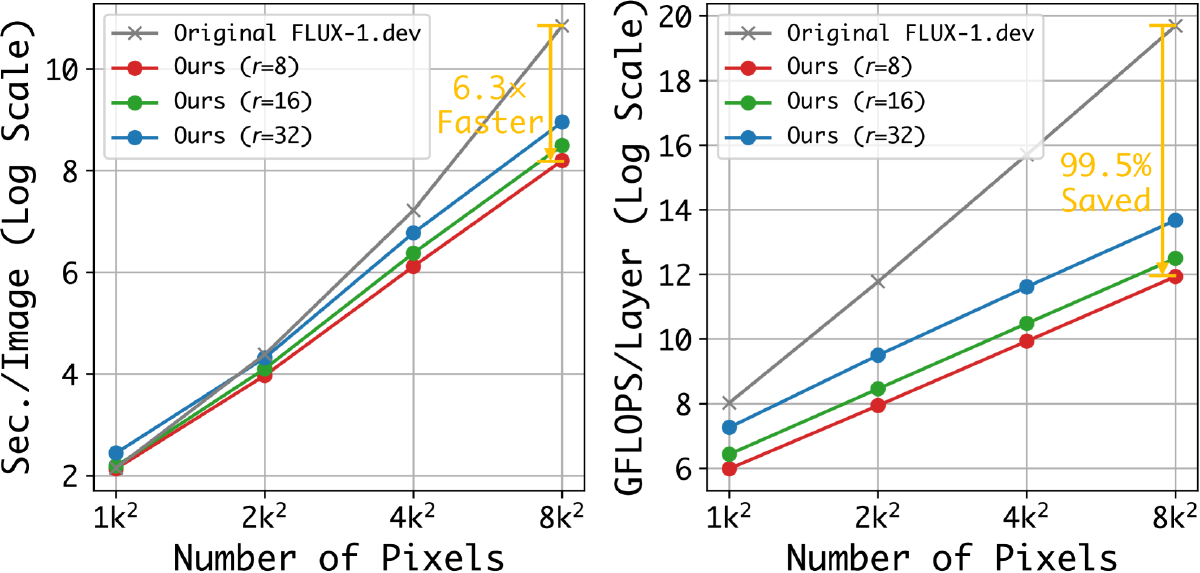 Sec./Image (Log Scale)
10
8
6
4
2
Original FLUX-1.dev
Ours (r=8)
Ours (r=16)
Ours (r=32)
6.3×
Faster
1k²
2k²
4k²
8k²
Number of Pixels
GFLOPS/Layer (Log Scale)
20
18
16
14
12
10
8
6
Original FLUX-1.dev
Ours (r=8)
Ours (r=16)
Ours (r=32)
99.5%
Saved
1k²
2k²
4k²
8k²
Number of Pixels